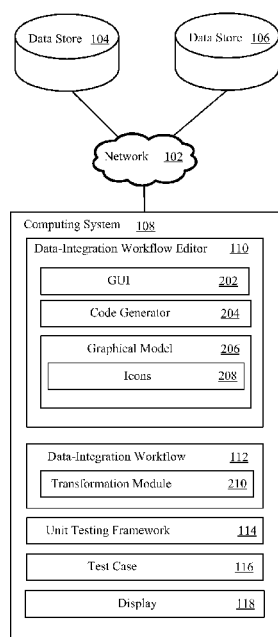 Data Store 104
Data Store 106
Network 102
Computing System 108
Data-Integration Workflow Editor 110
GUI 202
Code Generator 204
Graphical Model 206
Icons 208
Data-Integration Workflow 112
Transformation Module 210
Unit Testing Framework 114
Test Case 116
Display 118